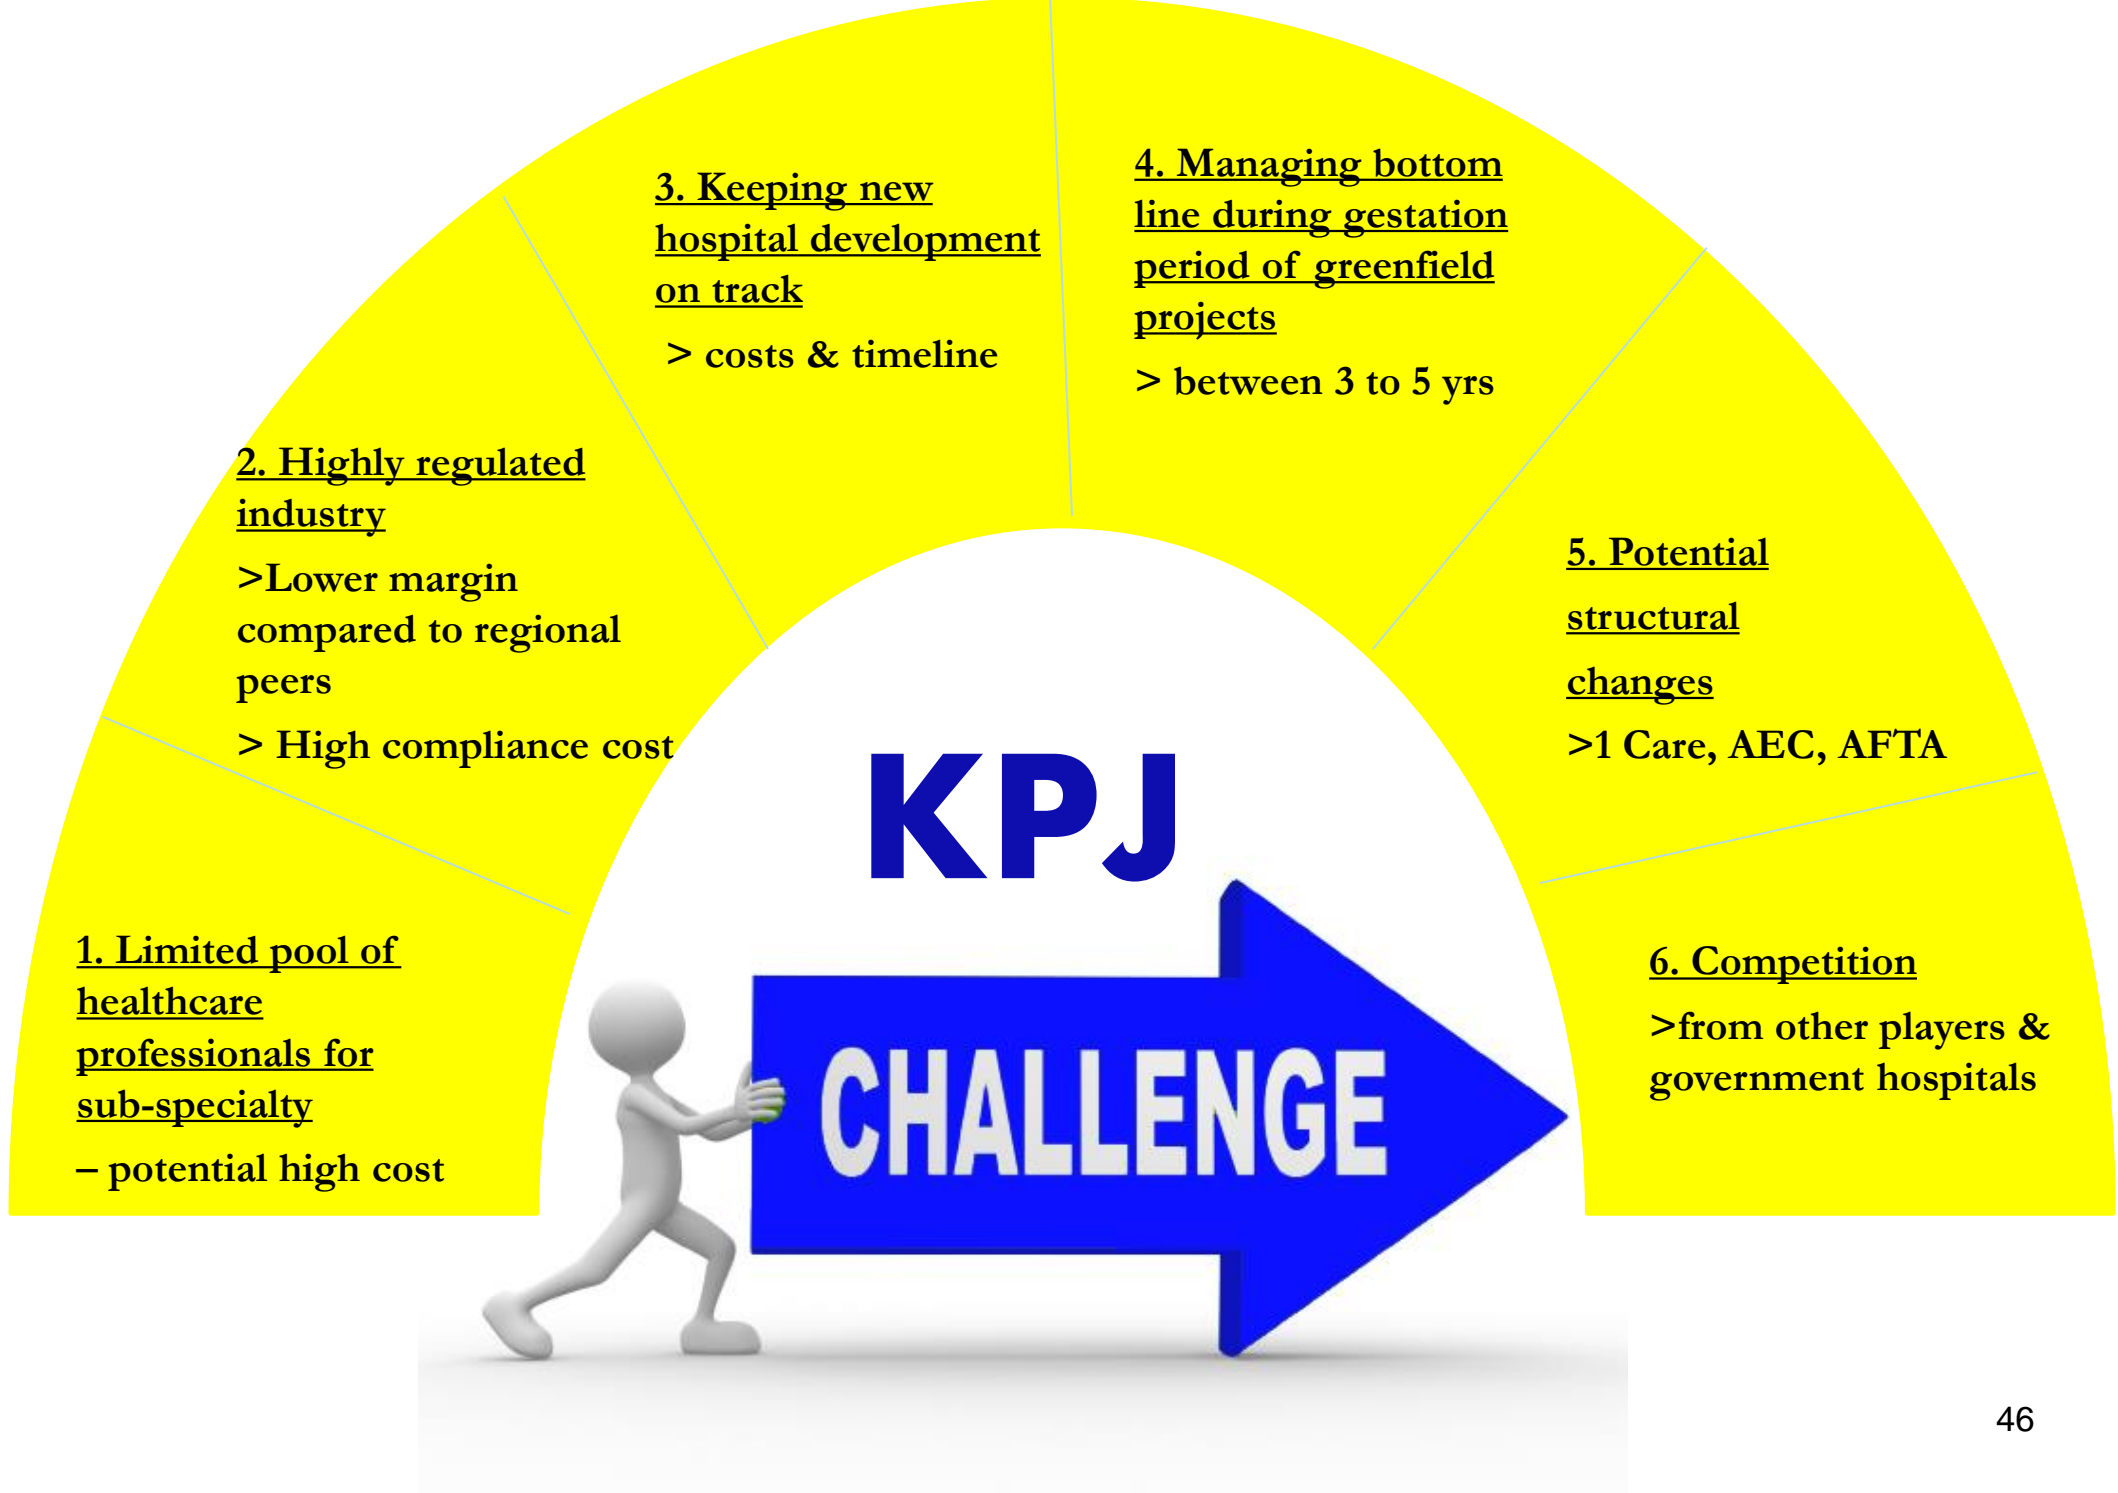 1. Limited pool of
healthcare
professionals for
sub-specialty
– potential high cost
2. Highly regulated
industry
>Lower margin
compared to regional
peers
> High compliance cost
3. Keeping new
hospital development
on track
> costs & timeline
4. Managing bottom
line during gestation
period of greenfield
projects
> between 3 to 5 yrs
5. Potential
structural
changes
>1 Care, AEC, AFTA
6. Competition
>from other players &
government hospitals
KPJ
CHALLENGE
46